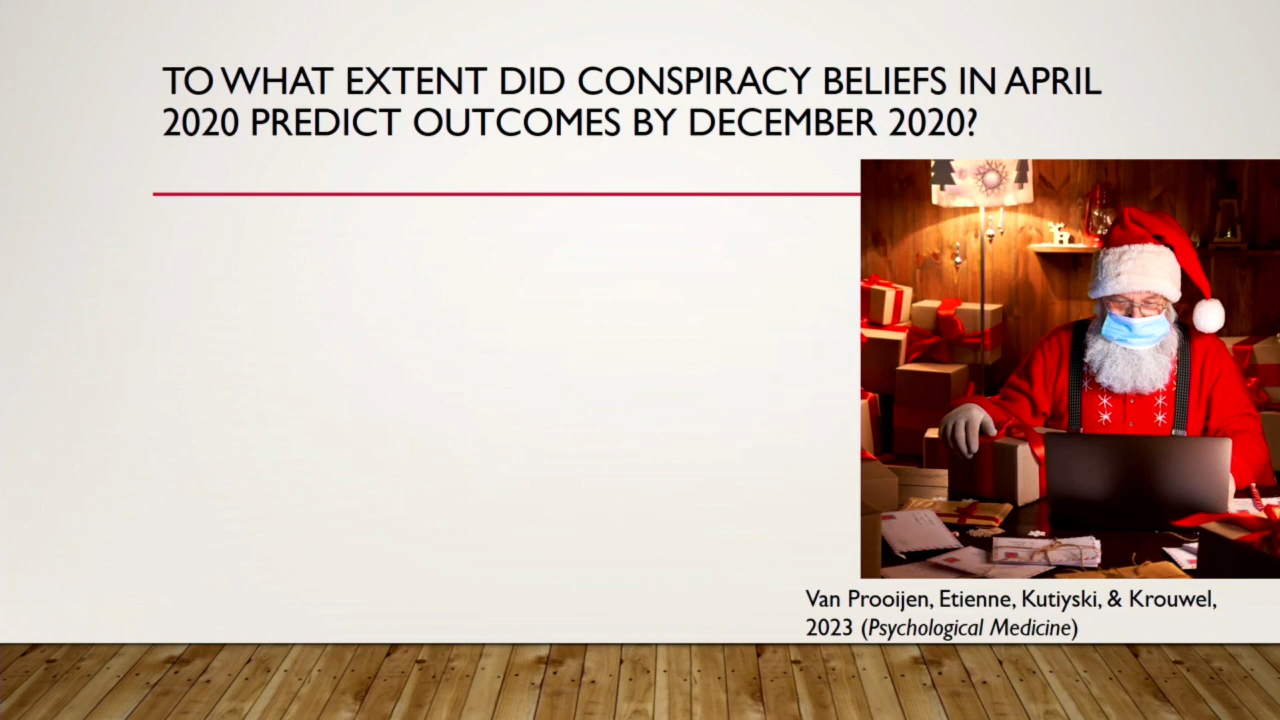 TO WHAT EXTENT DID CONSPIRACY BELIEFS IN APRIL
2020 PREDICT OUTCOMES BY DECEMBER 2020?
Van Prooijen, Etienne, Kutiyski, & Krouwel,
2023 (Psychological Medicine)